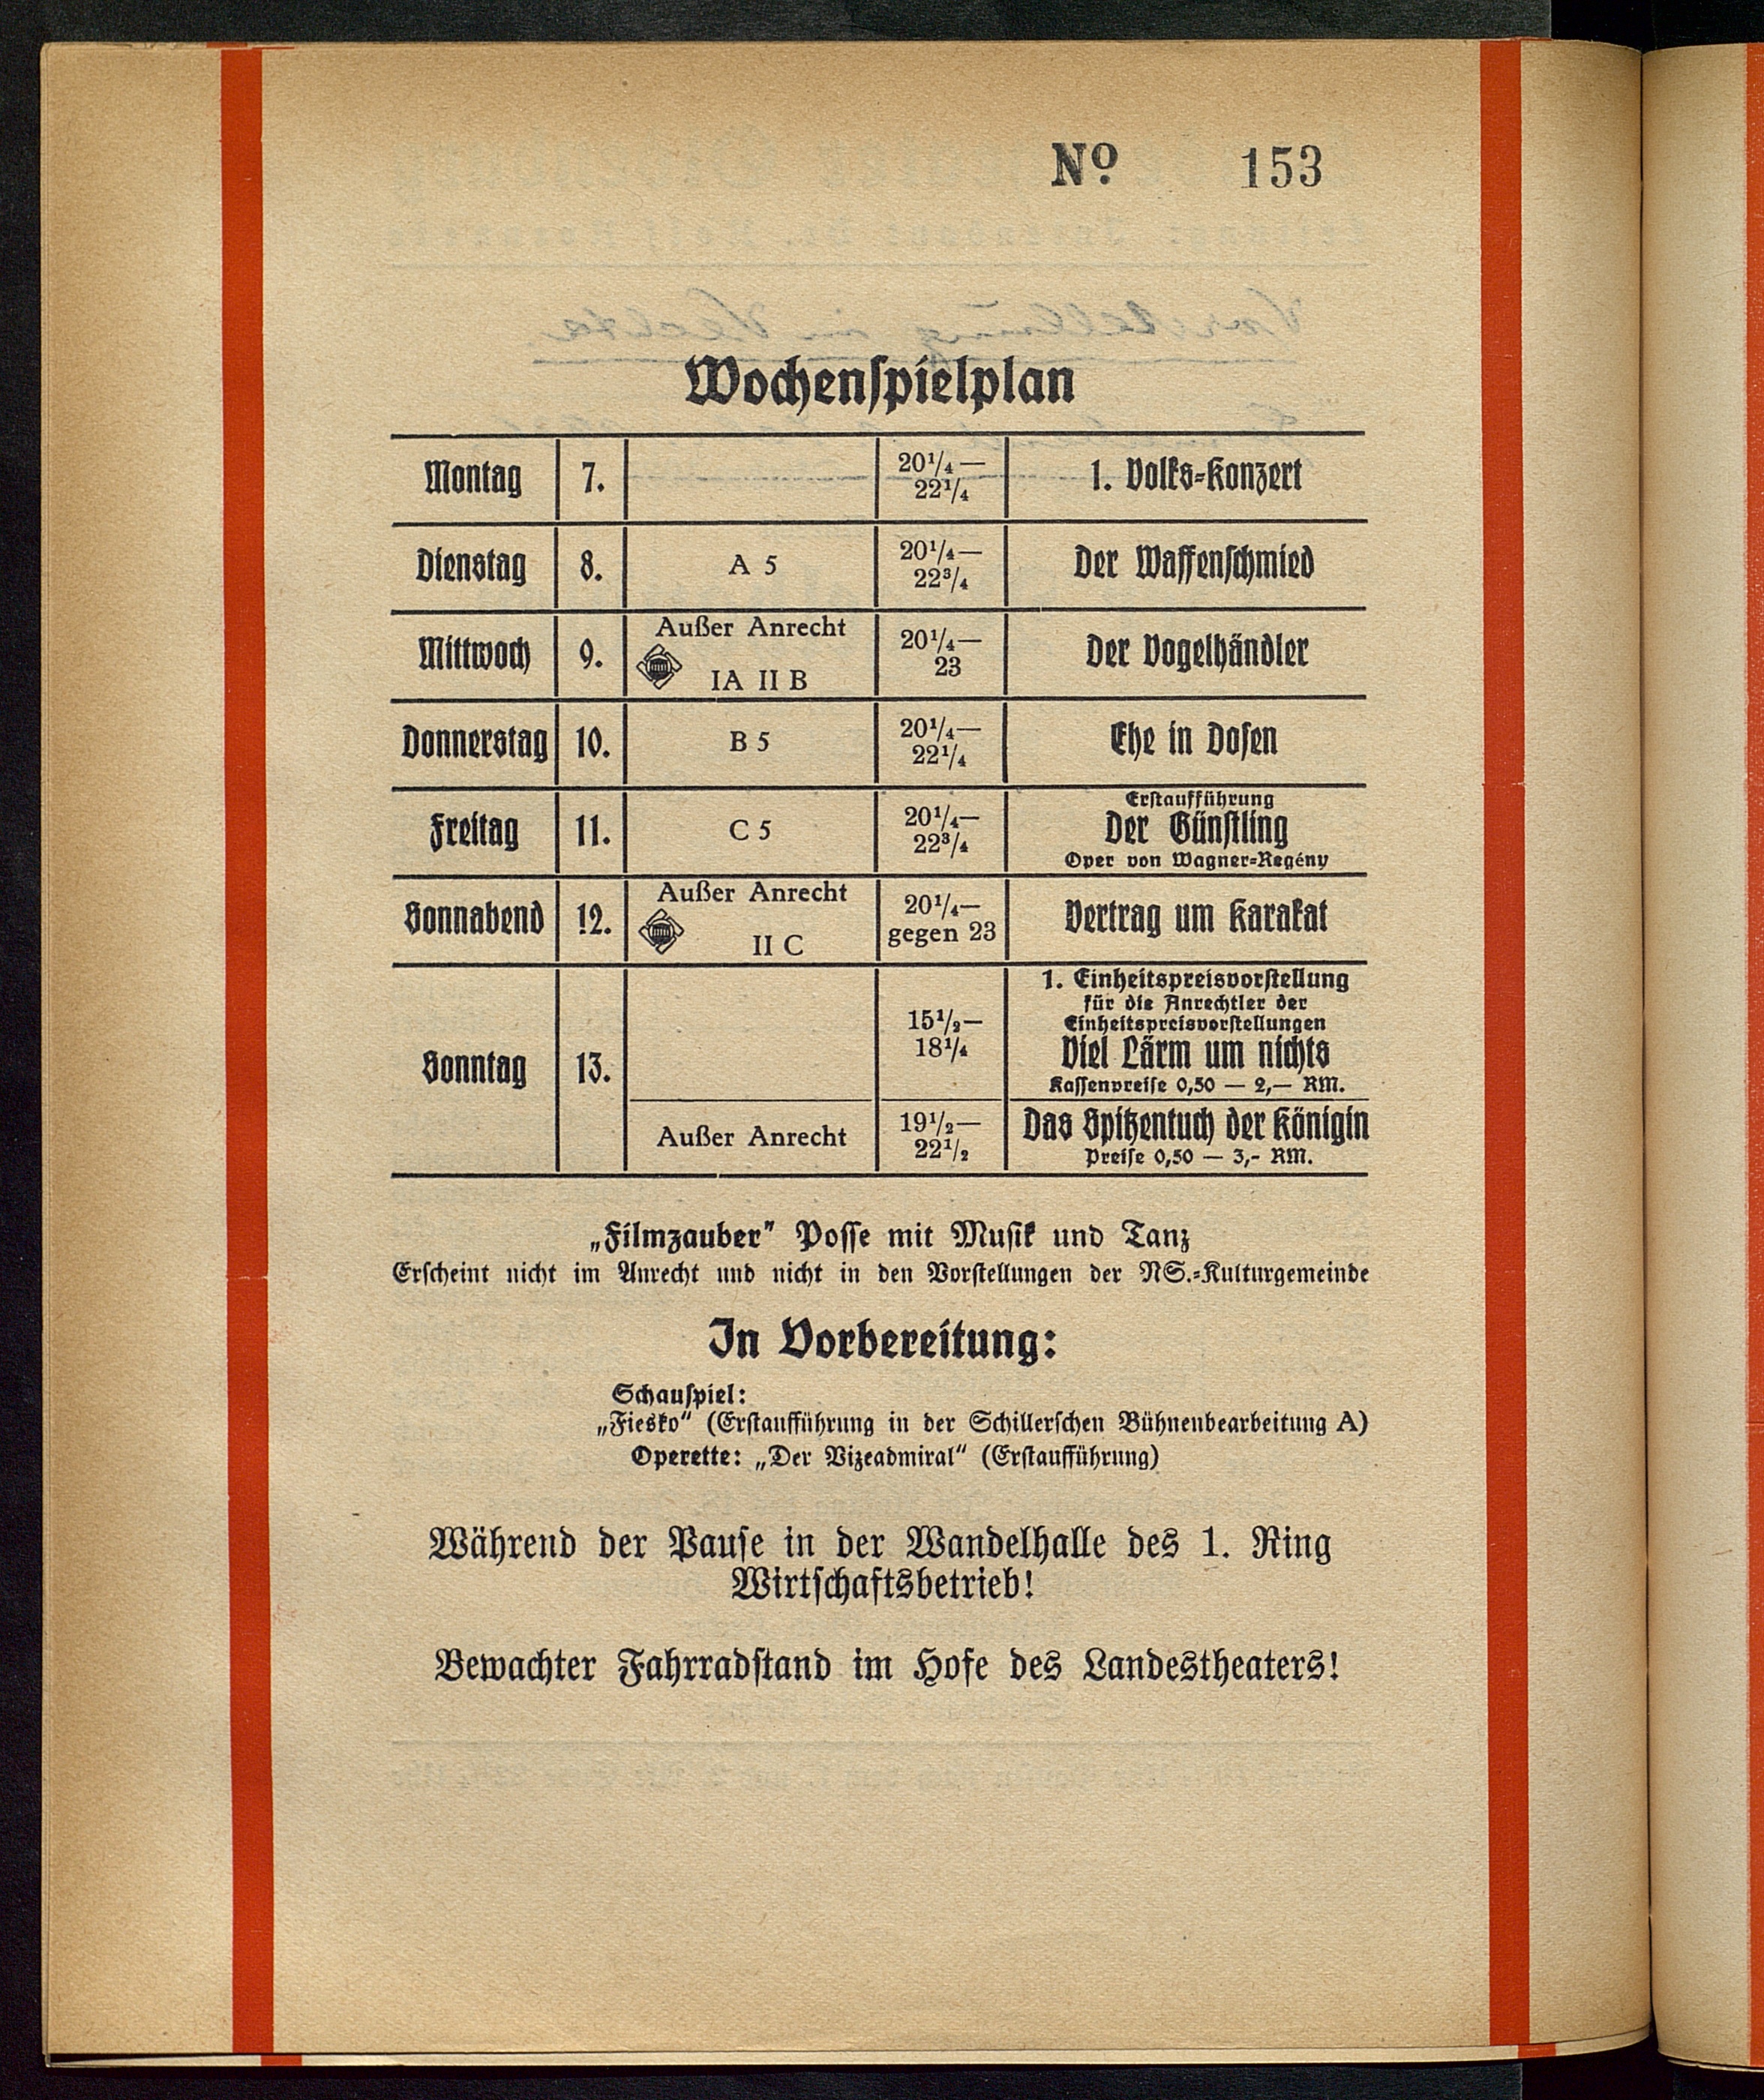 Nº 153
Wochenspielplan
Montag 7. 20¹/₄— 22¹/₄ 1. Volks-Konzert
Dienstag 8. A 5 20¹/₄— 22³/₄ Der Waffenschmied
Mittwoch 9. Außer Anrecht IA II B 20¹/₄— 23 Der Vogelhändler
Donnerstag 10. B 5 20¹/₄— 22¹/₄ Ehe in Dosen
Freitag 11. C 5 20¹/₄— 22³/₄ Erstaufführung
Der Günstling
Oper von Wagner-Regény
Sonnabend 12. Außer Anrecht II C 20¹/₄— gegen 23 Vertrag um Karakat
Sonntag 13. 15¹/₂— 18¹/₄ 1. Einheitspreisvorstellung
für die Anrechtler der
Einheitspreisvorstellungen
Viel Lärm um nichts
Kassenpreise 0,50 — 2,— RM.
Außer Anrecht 19¹/₂— 22¹/₂ Das Spitzentuch der Königin
Preise 0,50 — 3,- RM.
„Filmzauber" Posse mit Musik und Tanz
Erscheint nicht im Anrecht und nicht in den Vorstellungen der NS.-Kulturgemeinde
In Vorbereitung:
Schauspiel:
„Fiesko" (Erstaufführung in der Schillerschen Bühnenbearbeitung A)
Operette: „Der Vizeadmiral" (Erstaufführung)
Während der Pause in der Wandelhalle des 1. Ring
Wirtschaftsbetrieb!
Bewachter Fahrradstand im Hofe des Landestheaters!